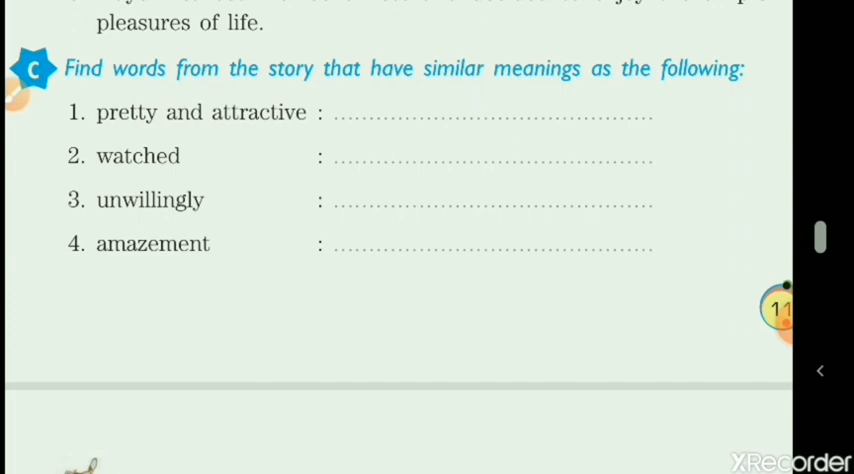 pleasures of life.
C Find words from the story that have similar meanings as the following:
1. pretty and attractive : ................................................
2. watched : ................................................
3. unwillingly : ................................................
4. amazement : ................................................
11
XRecorder